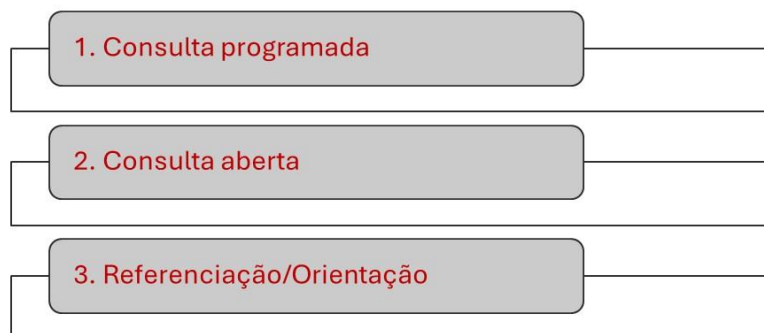 1. Consulta programada
2. Consulta aberta
3. Referenciação/Orientação